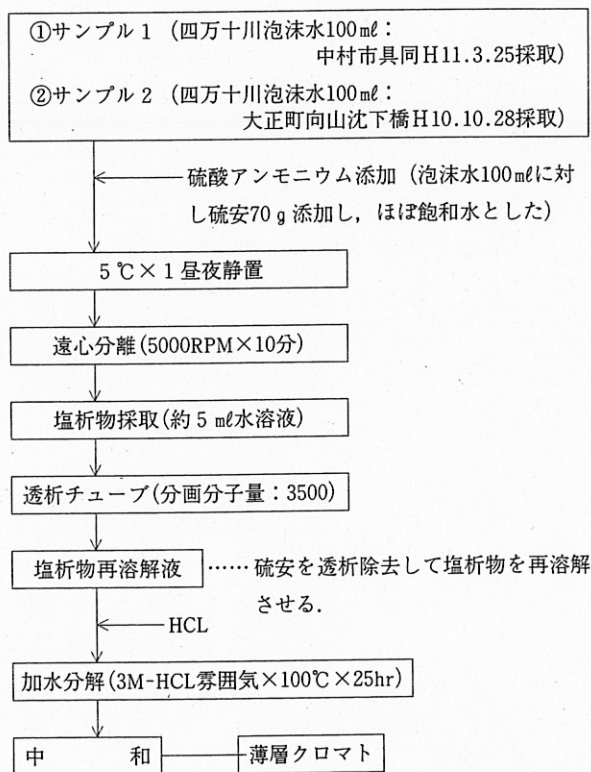 ①サンプル1 (四万十川泡沫水100㎖:
中村市具同H11.3.25採取)
②サンプル2 (四万十川泡沫水100㎖:
大正町向山沈下橋H10.10.28採取)
硫酸アンモニウム添加 (泡沫水100㎖に対
し硫安70g添加し,ほぼ飽和水とした)
5℃×1昼夜静置
遠心分離(5000RPM×10分)
塩析物採取(約5㎖水溶液)
透析チューブ(分画分子量:3500)
塩析物再溶解液 ……硫安を透析除去して塩析物を再溶解
させる.
HCL
加水分解(3M-HCL雰囲気×100℃×25hr)
中 和 薄層クロマト